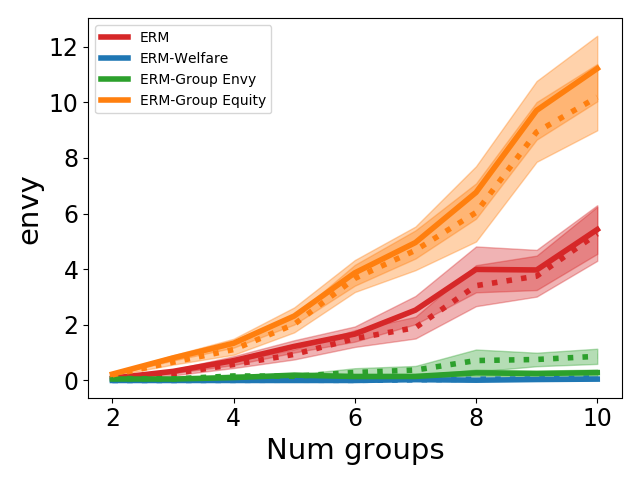 ERM
ERM-Welfare
ERM-Group Envy
ERM-Group Equity
envy
12
10
8
6
4
2
0
2 4 6 8 10
Num groups